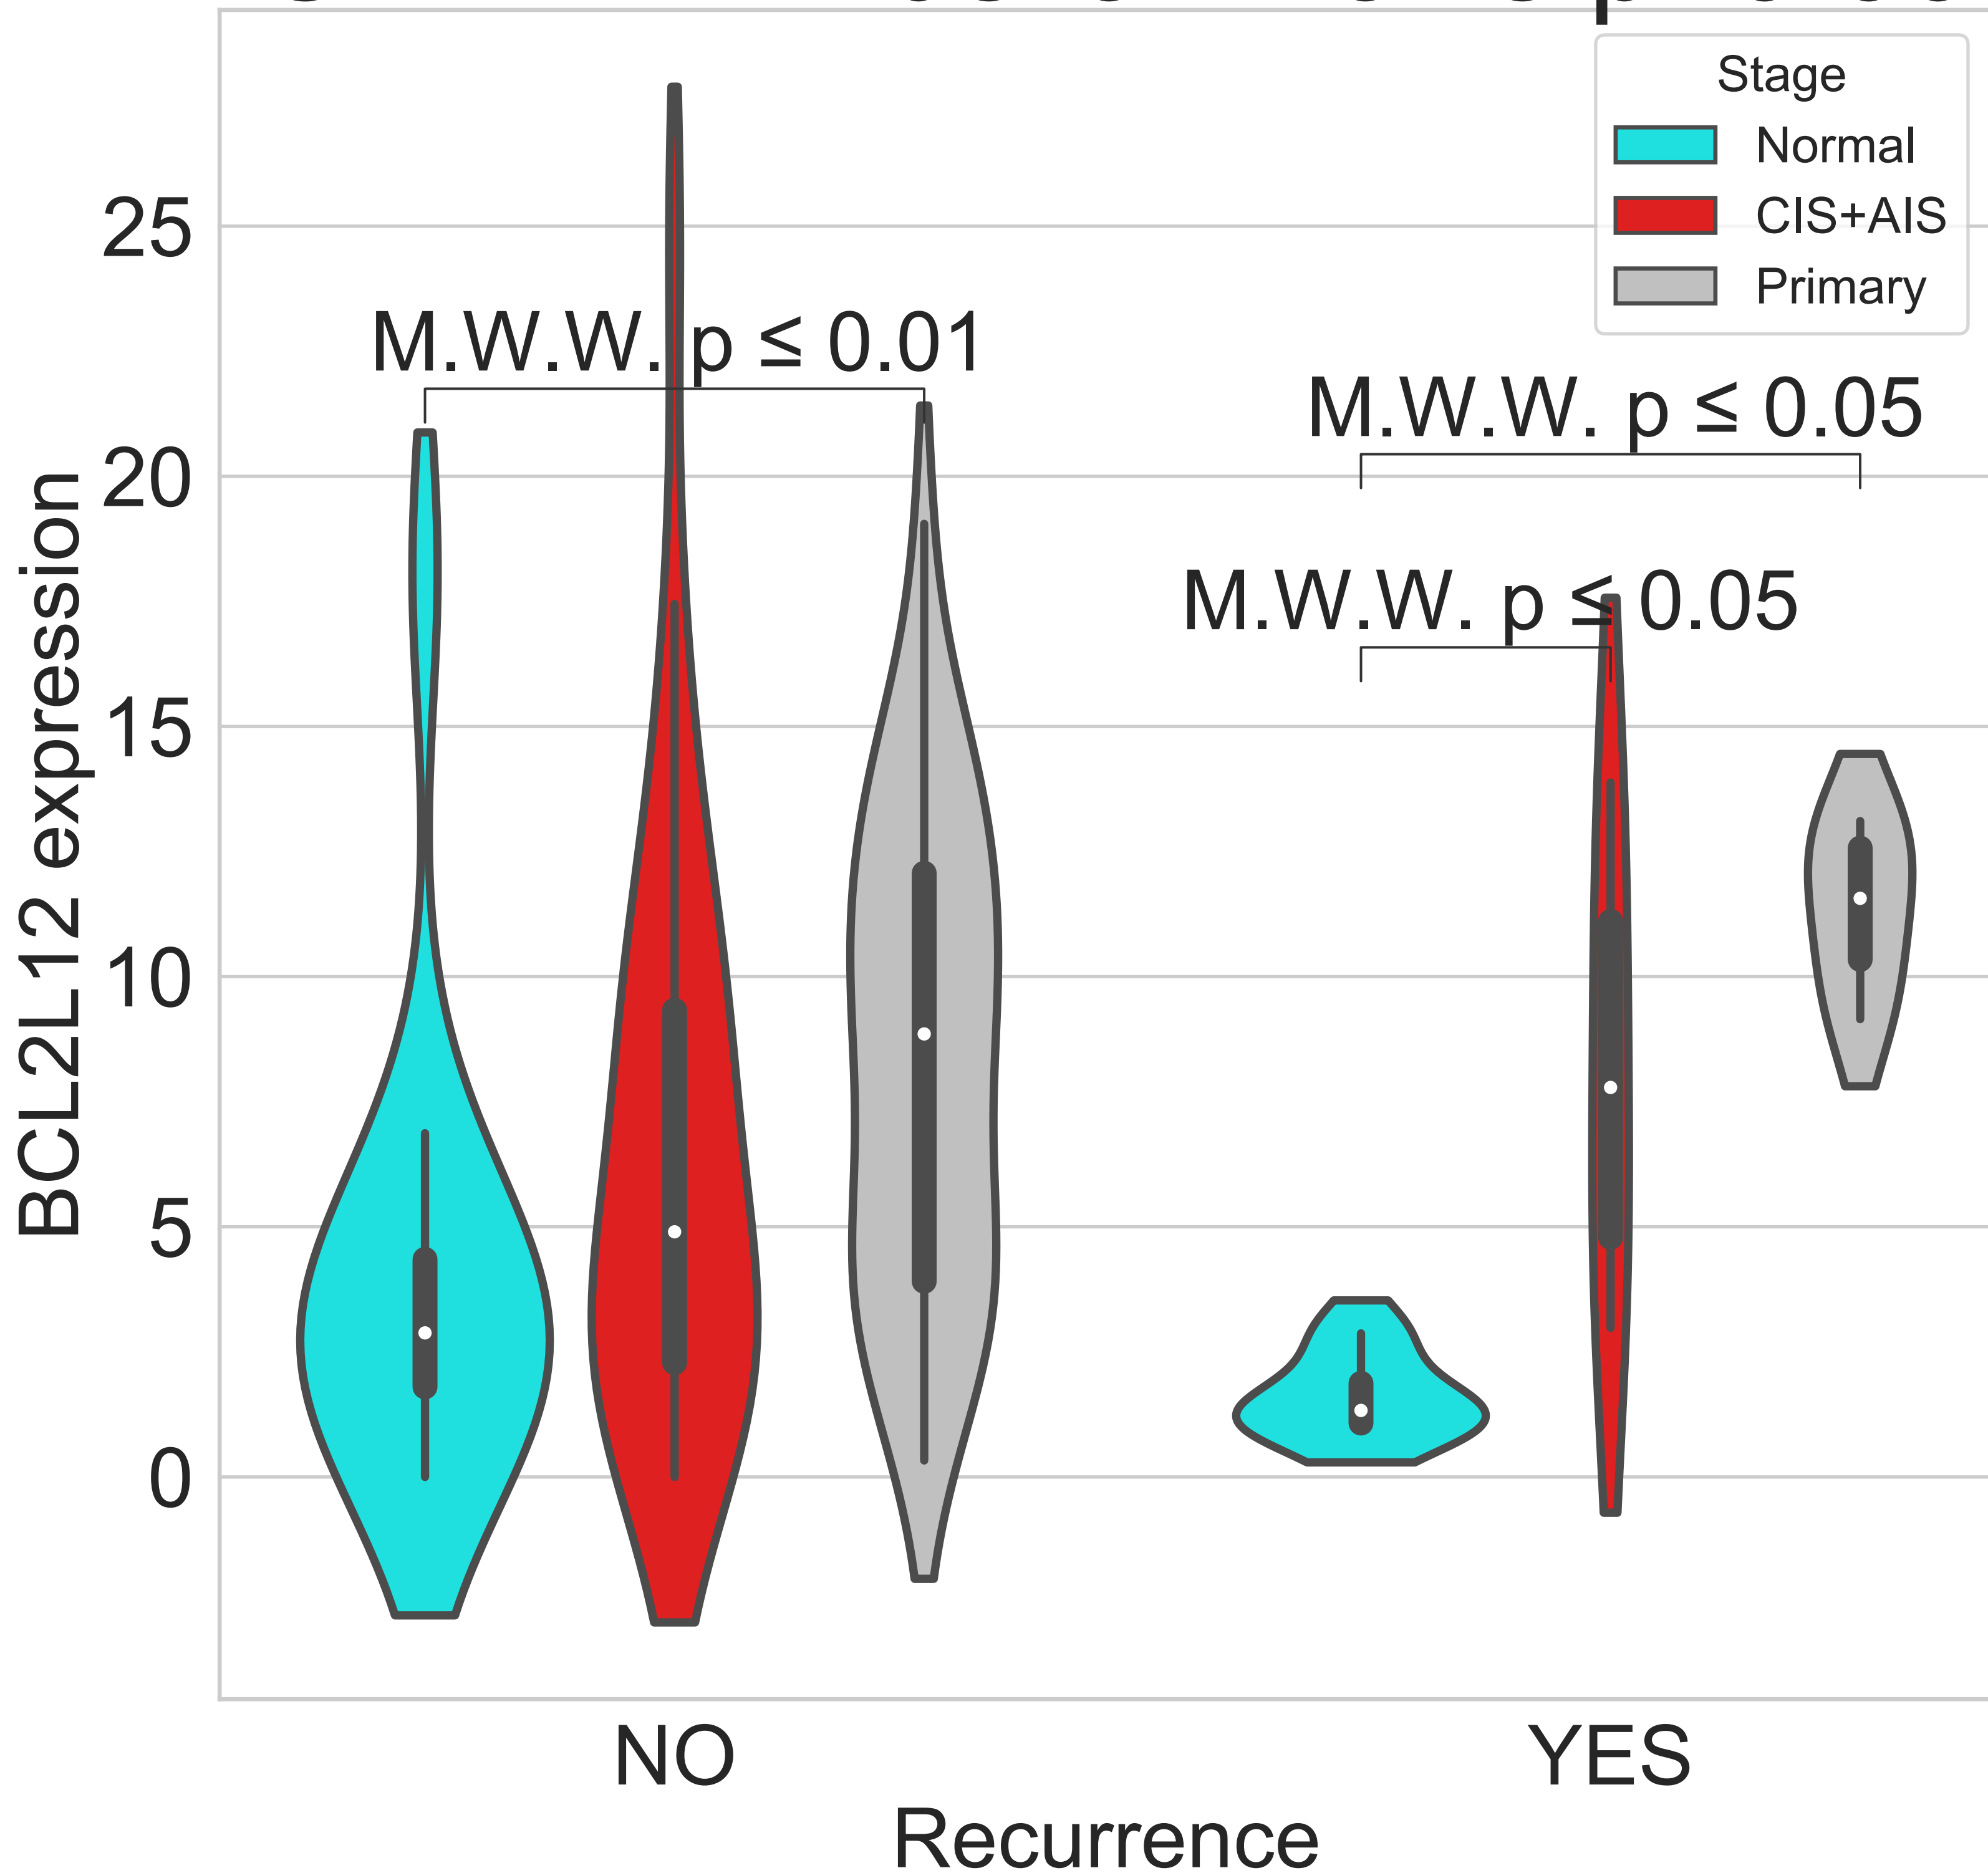 Stage
Normal
CIS+AIS
Primary
M.W.W. p ≤ 0.01
M.W.W. p ≤ 0.05
M.W.W. p ≤ 0.05
25
20
15
10
5
0
BCL2L12 expression
NO
YES
Recurrence